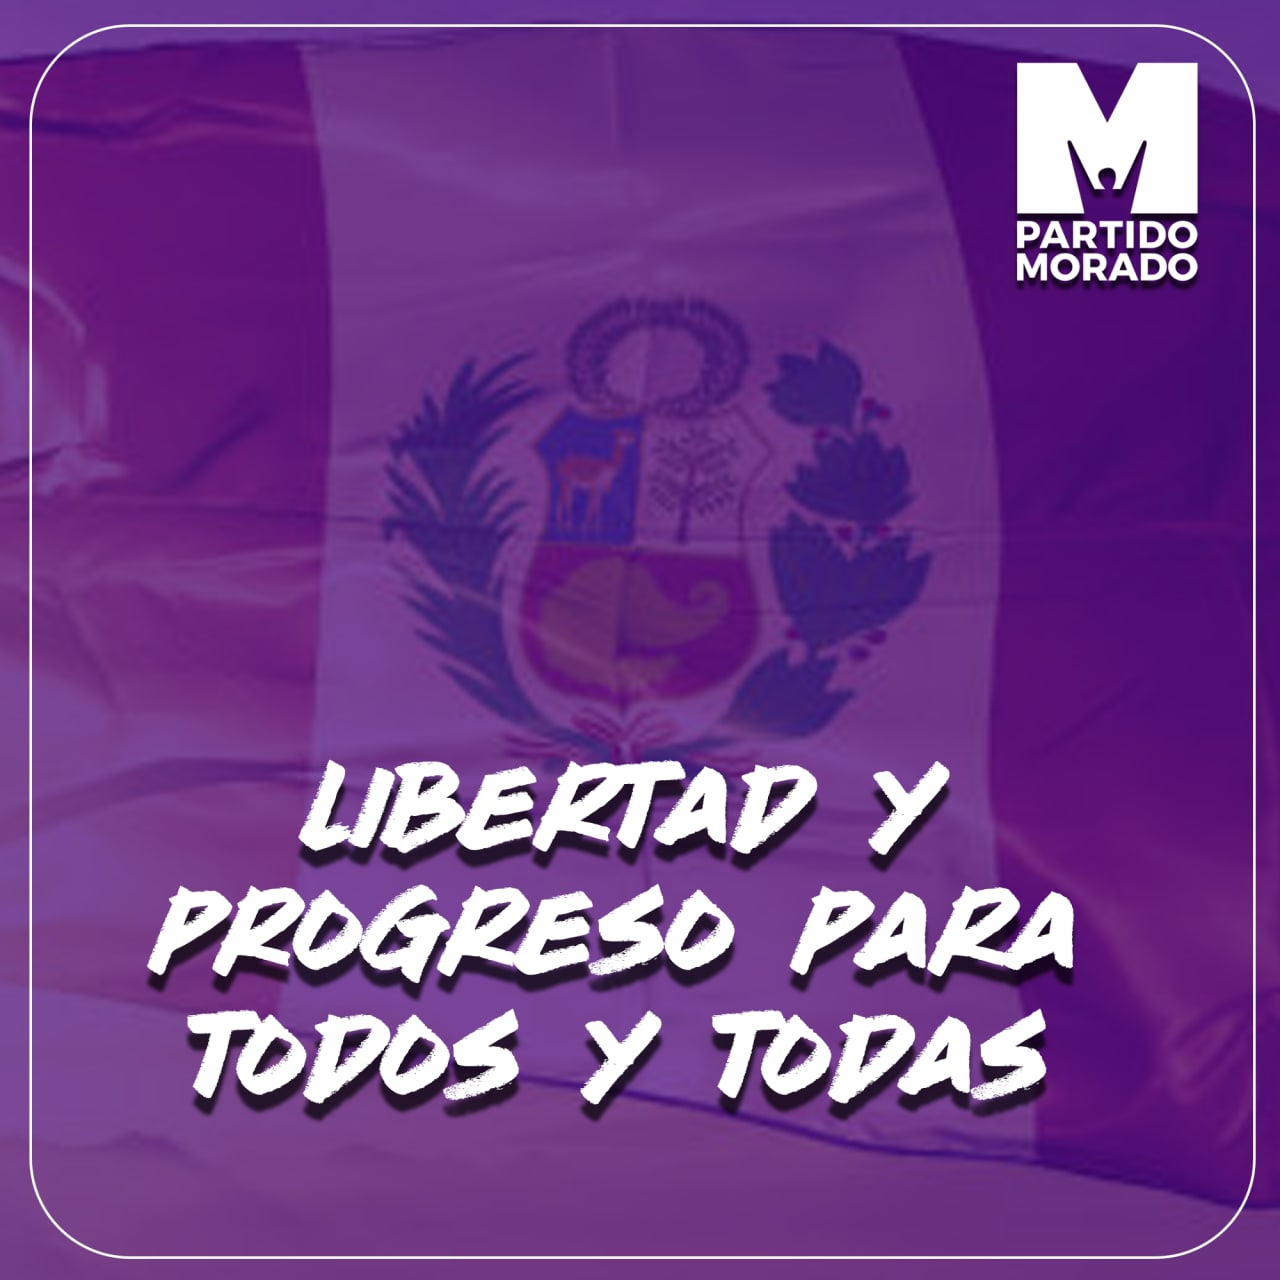 M
PARTIDO
MORADO
LIBERTAD Y
PROGRESO PARA
TODOS Y TODAS